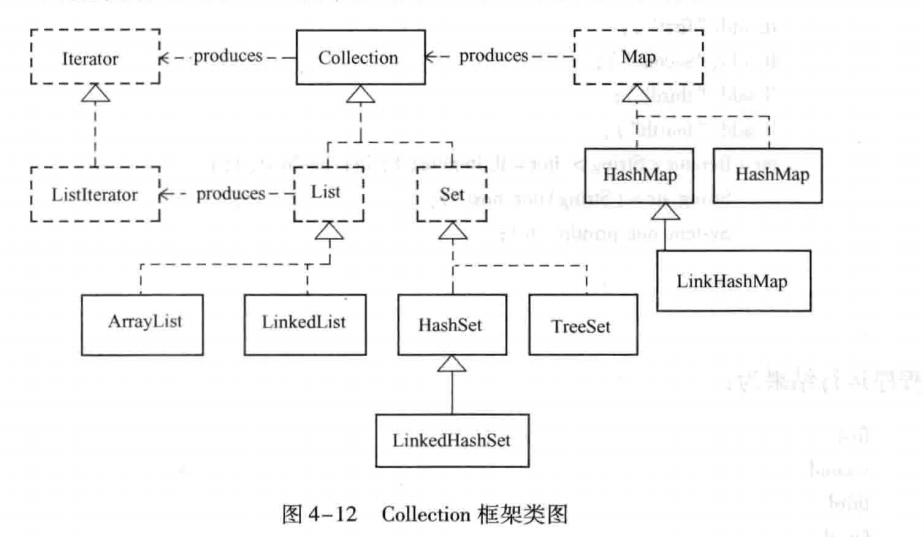 Iterator produces Collection produces Map
ListIterator produces List Set HashMap HashMap
ArrayList LinkedList HashSet TreeSet LinkHashMap
LinkedHashSet
图 4-12 Collection 框架类图